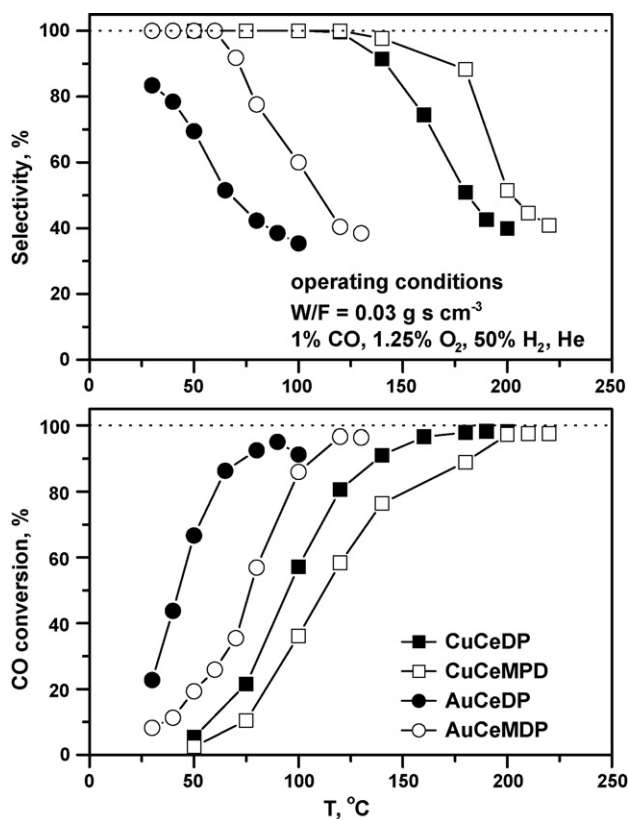 100
80
60
40
20
0
Selectivity, %
operating conditions
W/F = 0.03 g s cm⁻³
1% CO, 1.25% O₂, 50% H₂, He
0 50 100 150 200 250
100
80
60
40
20
0
CO conversion, %
CuCeDP
CuCeMPD
AuCeDP
AuCeMDP
0 50 100 150 200 250
T, °C